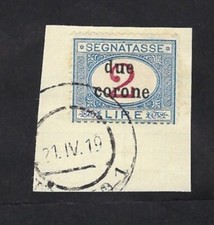 SEGNATASSE
due
2
corone
LIRE
21.IV.19